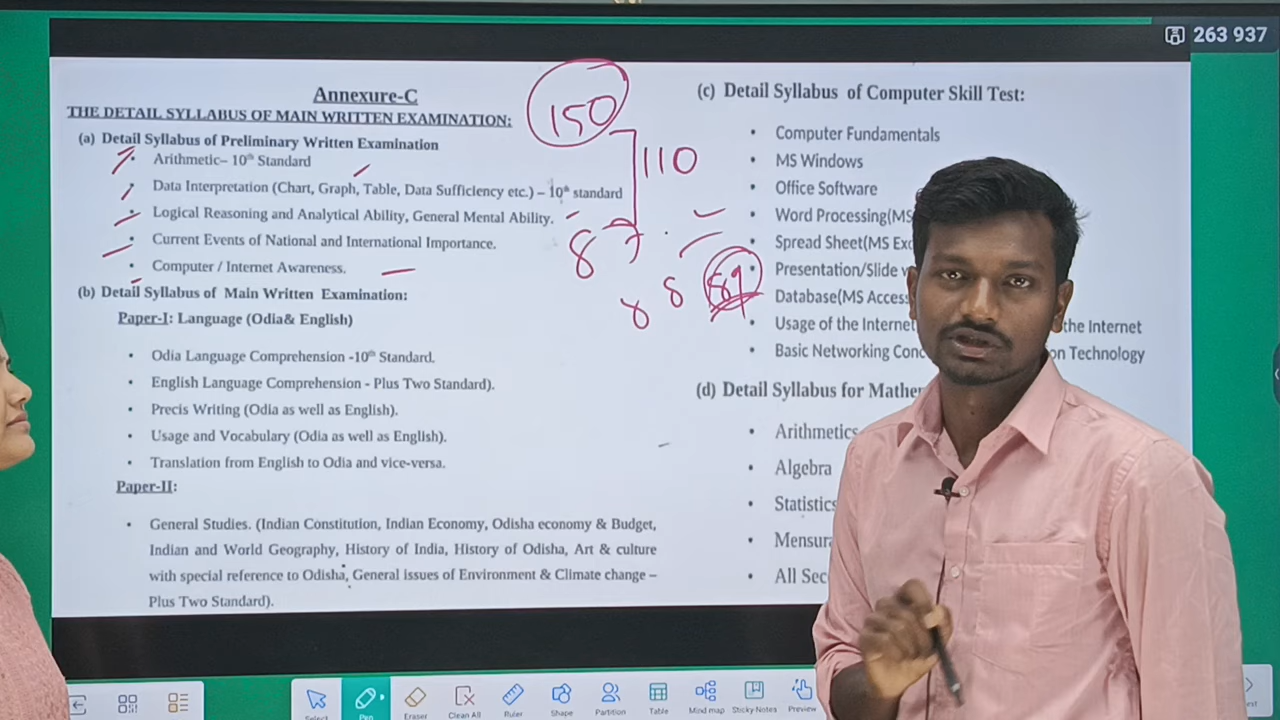 263 937
Annexure-C
THE DETAIL SYLLABUS OF MAIN WRITTEN EXAMINATION:
(a) Detail Syllabus of Preliminary Written Examination
• Arithmetic– 10th Standard
• Data Interpretation (Chart, Graph, Table, Data Sufficiency etc.) – 10th standard
• Logical Reasoning and Analytical Ability, General Mental Ability.
• Current Events of National and International Importance.
• Computer / Internet Awareness.
(b) Detail Syllabus of Main Written Examination:
Paper-I: Language (Odia& English)
• Odia Language Comprehension -10th Standard.
• English Language Comprehension - Plus Two Standard).
• Precis Writing (Odia as well as English).
• Usage and Vocabulary (Odia as well as English).
• Translation from English to Odia and vice-versa.
Paper-II:
• General Studies. (Indian Constitution, Indian Economy, Odisha economy & Budget,
Indian and World Geography, History of India, History of Odisha, Art & culture
with special reference to Odisha, General issues of Environment & Climate change –
Plus Two Standard).
150
110
87
88
89
(c) Detail Syllabus of Computer Skill Test:
• Computer Fundamentals
• MS Windows
• Office Software
• Word Processing(MS
• Spread Sheet(MS Exc
• Presentation/Slide
• Database(MS Access
• Usage of the Internet the Internet
• Basic Networking Conc on Technology
(d) Detail Syllabus for Mathe
• Arithmetics
• Algebra
• Statistics
• Mensura
• All Sec
Select Pen Eraser Clean All Ruler Shape Partition Table Mind map Sticky Notes Preview